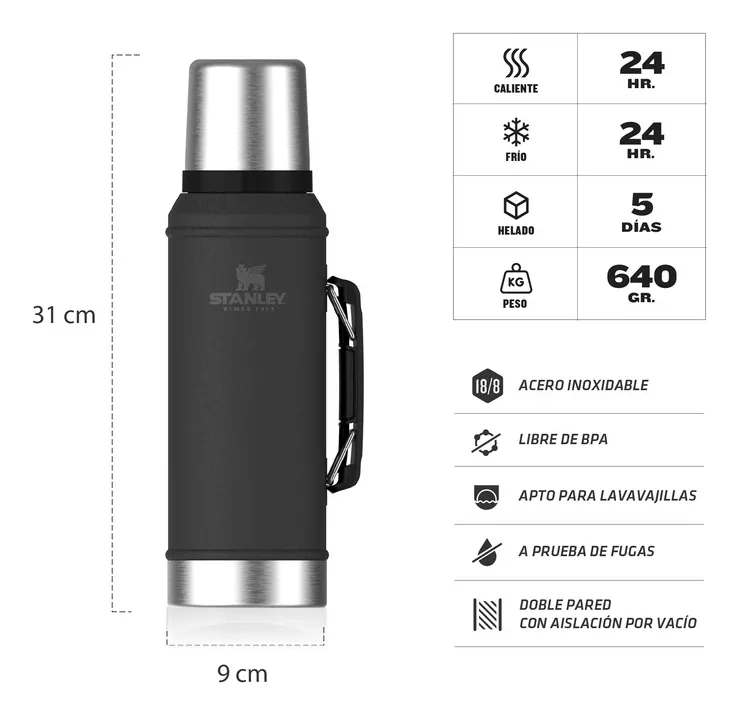 31 cm
STANLEY
SINCE 1913
9 cm
CALIENTE
24
HR.
FRÍO
24
HR.
HELADO
5
DÍAS
KG
PESO
640
GR.
18/8
ACERO INOXIDABLE
LIBRE DE BPA
APTO PARA LAVAVAJILLAS
A PRUEBA DE FUGAS
DOBLE PARED
CON AISLACIÓN POR VACÍO